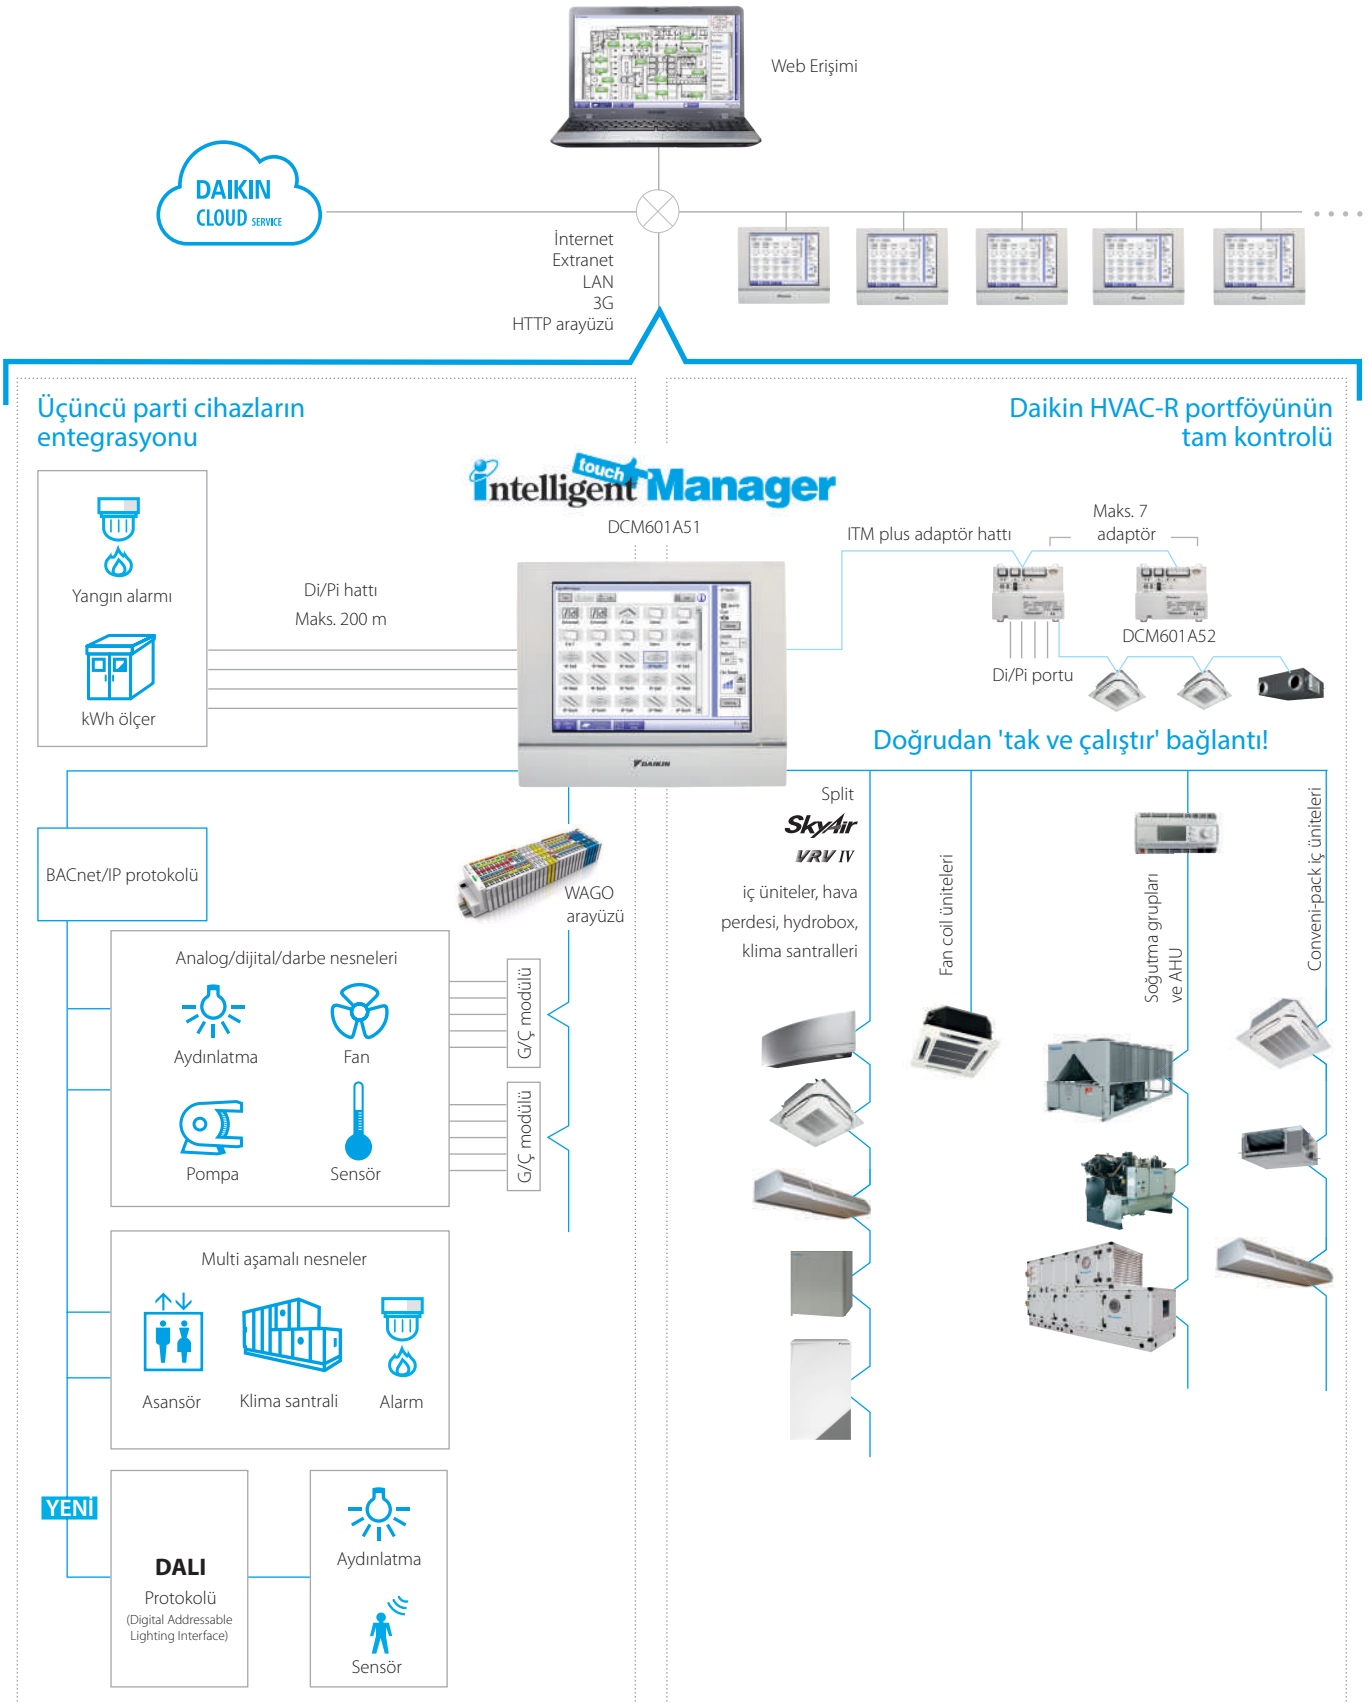 Web Erişimi
DAIKIN
CLOUD SERVICE
İnternet
Extranet
LAN
3G
HTTP arayüzü
Üçüncü parti cihazların
entegrasyonu
Daikin HVAC-R portföyünün
tam kontrolü
intelligent touch Manager
DCM601A51
Yangın alarmı
kWh ölçer
Di/Pi hattı
Maks. 200 m
ITM plus adaptör hattı
Maks. 7
adaptör
DCM601A52
Di/Pi portu
DAIKIN
Doğrudan 'tak ve çalıştır' bağlantı!
BACnet/IP protokolü
WAGO
arayüzü
Split
SkyAir
VRV IV
iç üniteler, hava
perdesi, hydrobox,
klima santralleri
Fan coil üniteleri
Soğutma grupları
ve AHU
Conveni-pack iç üniteleri
Analog/dijital/darbe nesneleri
Aydınlatma
Fan
Pompa
Sensör
G/Ç modülü
G/Ç modülü
Multi aşamalı nesneler
Asansör
Klima santrali
Alarm
YENİ
DALI
Protokolü
(Digital Addressable
Lighting Interface)
Aydınlatma
Sensör